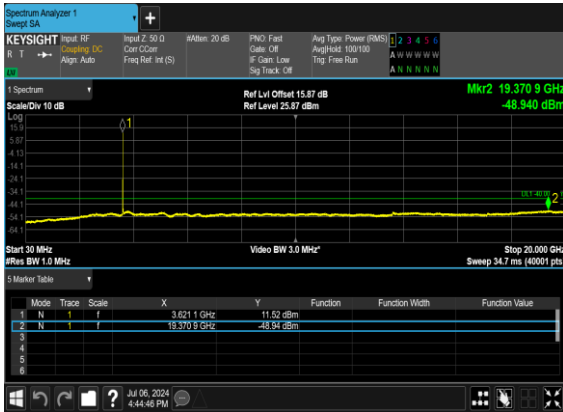 Spectrum Analyzer 1
Swept SA
KEYSIGHT Input: RF Input Z: 50 Ω #Atten: 20 dB PNO: Fast Avg Type: Power (RMS) 1 2 3 4 5 6
R T Coupling: DC Corr CCorr Gate: Off Avg|Hold: 100/100 A W W W W W
Align: Auto Freq Ref: Int (S) IF Gain: Low Trig: Free Run
LXI Sig Track: Off A N N N N N
1 Spectrum Ref Lvl Offset 15.87 dB Mkr2 19.370 9 GHz
Scale/Div 10 dB Ref Level 25.87 dBm -48.940 dBm
Log
15.9
1
5.87
-4.13
-14.1
-24.1
-34.1
2
-44.1
-54.1
-64.1
Start 30 MHz Video BW 3.0 MHz* Stop 20.000 GHz
#Res BW 1.0 MHz Sweep 34.7 ms (40001 pts)
5 Marker Table
Mode Trace Scale X Y Function Function Width Function Value
1 N 1 f 3.621 1 GHz 11.52 dBm
2 N 1 f 19.370 9 GHz -48.94 dBm
3
4
5
6
? Jul 06, 2024
4:44:46 PM